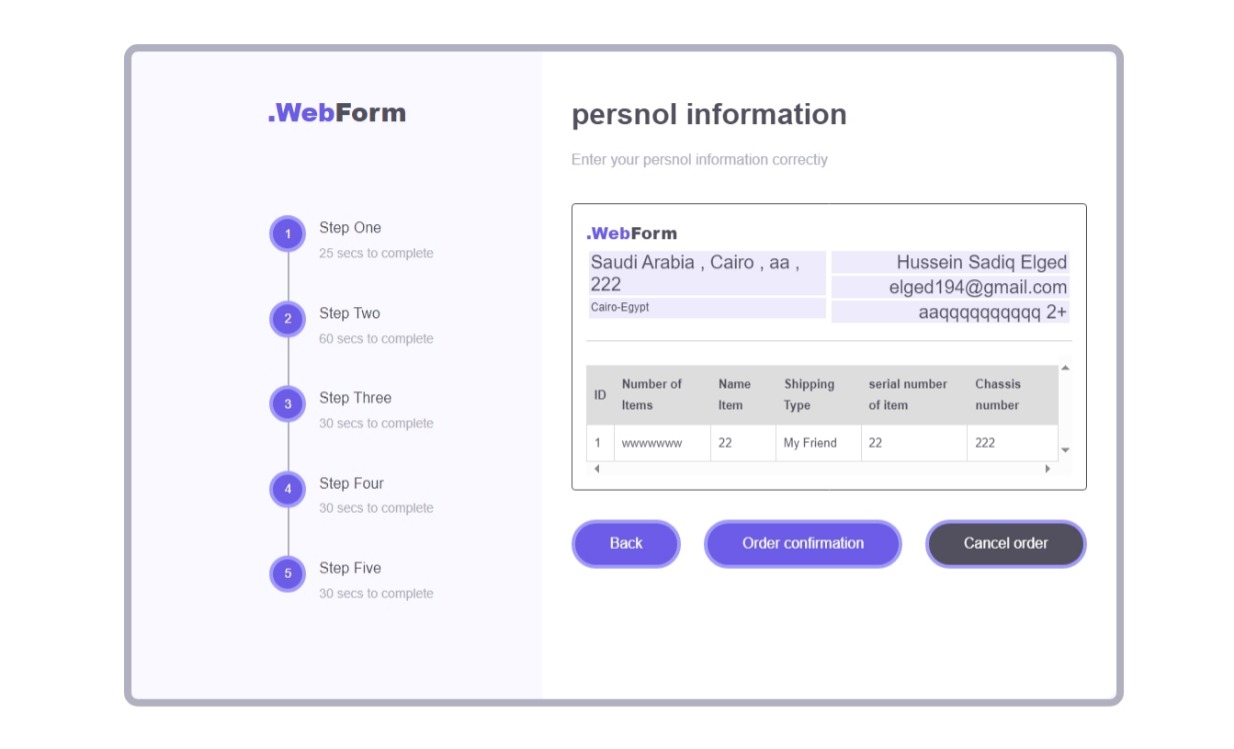 .WebForm
1
Step One
25 secs to complete
2
Step Two
60 secs to complete
3
Step Three
30 secs to complete
4
Step Four
30 secs to complete
5
Step Five
30 secs to complete
persnol information
Enter your persnol information correctiy
.WebForm
Saudi Arabia , Cairo , aa ,
222
Cairo-Egypt
Hussein Sadiq Elged
elged194@gmail.com
aaqqqqqqqqqq 2+
ID Number of Items Name Item Shipping Type serial number of item Chassis number
1 wwwwwww 22 My Friend 22 222
Back Order confirmation Cancel order